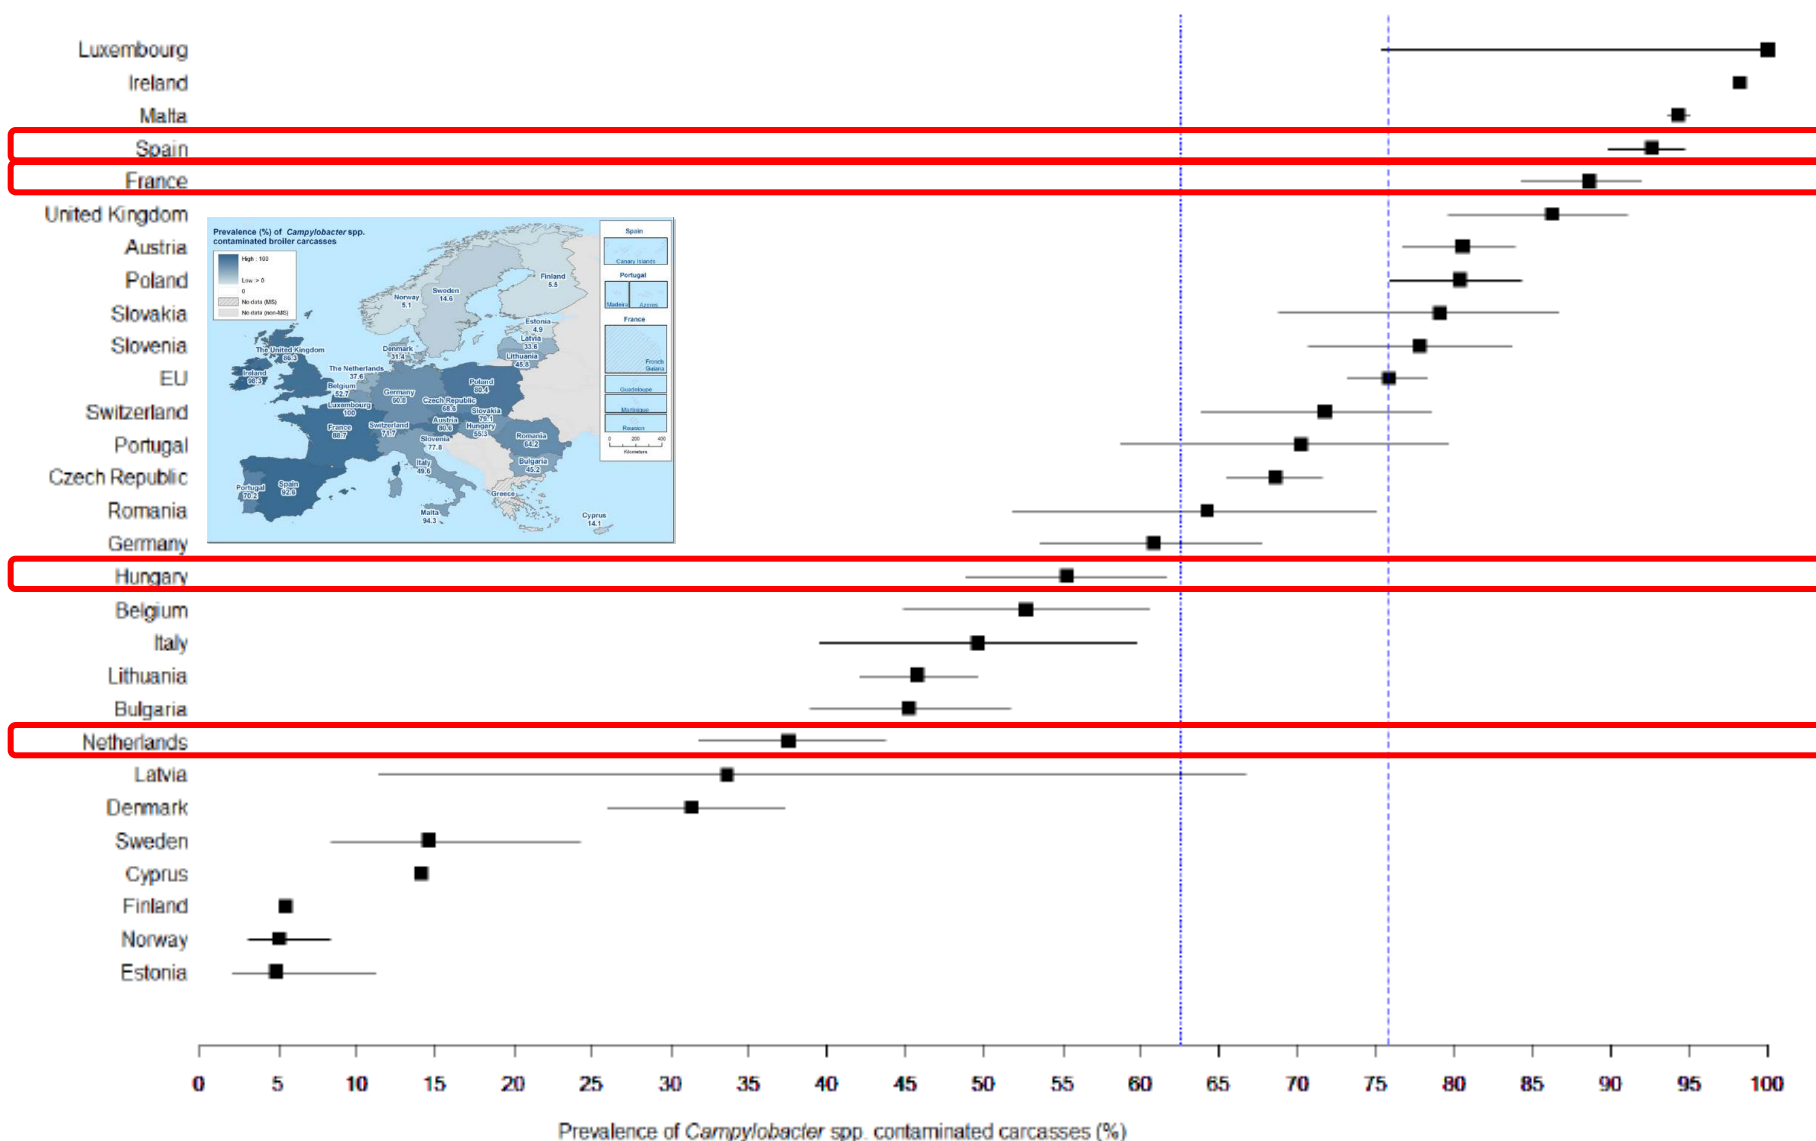 Luxembourg
Ireland
Malta
Spain
France
United Kingdom
Austria
Poland
Slovakia
Slovenia
EU
Switzerland
Portugal
Czech Republic
Romania
Germany
Hungary
Belgium
Italy
Lithuania
Bulgaria
Netherlands
Latvia
Denmark
Sweden
Cyprus
Finland
Norway
Estonia
Prevalence (%) of Campylobacter spp.
contaminated broiler carcasses
High : 100
Low > 0
0
No data (MS)
No data (non-MS)
Finland
5.5
Norway
5.1
Sweden
14.6
Estonia
4.9
Latvia
33.6
Lithuania
45.8
Denmark
31.4
The United Kingdom
86.3
Ireland
98.3
The Netherlands
37.6
Belgium
52.7
Luxembourg
100
Germany
60.8
Poland
80.4
Czech Republic
68.6
Slovakia
79.1
Austria
80.6
Hungary
55.3
Switzerland
71.7
France
88.7
Slovenia
77.8
Romania
64.2
Bulgaria
45.2
Italy
49.6
Portugal
70.2
Spain
92.6
Malta
94.3
Greece
Cyprus
14.1
Spain
Canary Islands
Portugal
Madeira
Azores
France
French
Guiana
Guadeloupe
Martinique
Reunion
0 200 400
Kilometers
0 5 10 15 20 25 30 35 40 45 50 55 60 65 70 75 80 85 90 95 100
Prevalence of Campylobacter spp. contaminated carcasses (%)